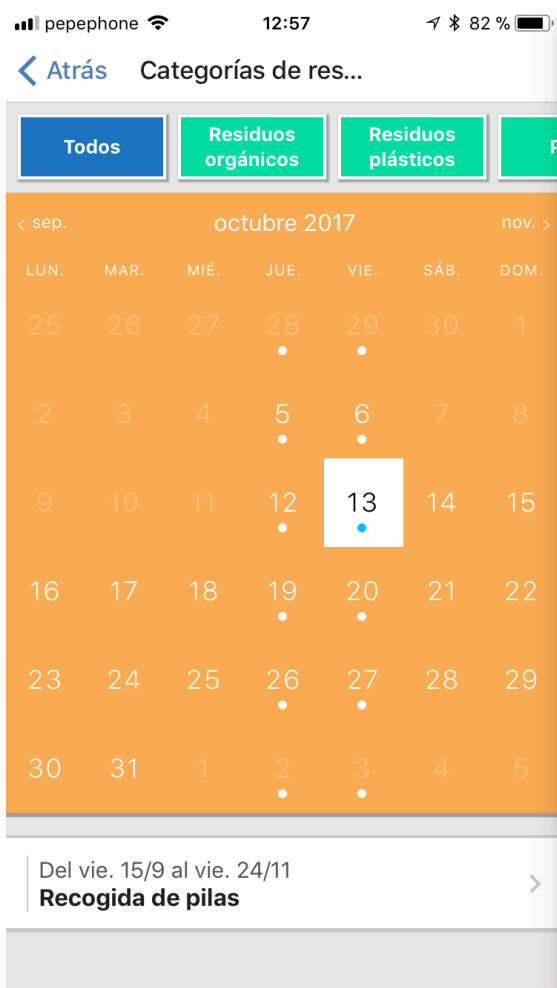 pepephone 12:57 82 %
Atrás Categorías de res...
Todos
Residuos
orgánicos
Residuos
plásticos
sep. octubre 2017 nov.
LUN. MAR. MIÉ. JUE. VIE. SÁB. DOM.
25 26 27 28 29 30 1
2 3 4 5 6 7 8
9 10 11 12 13 14 15
16 17 18 19 20 21 22
23 24 25 26 27 28 29
30 31 1 2 3 4 5
Del vie. 15/9 al vie. 24/11
Recogida de pilas